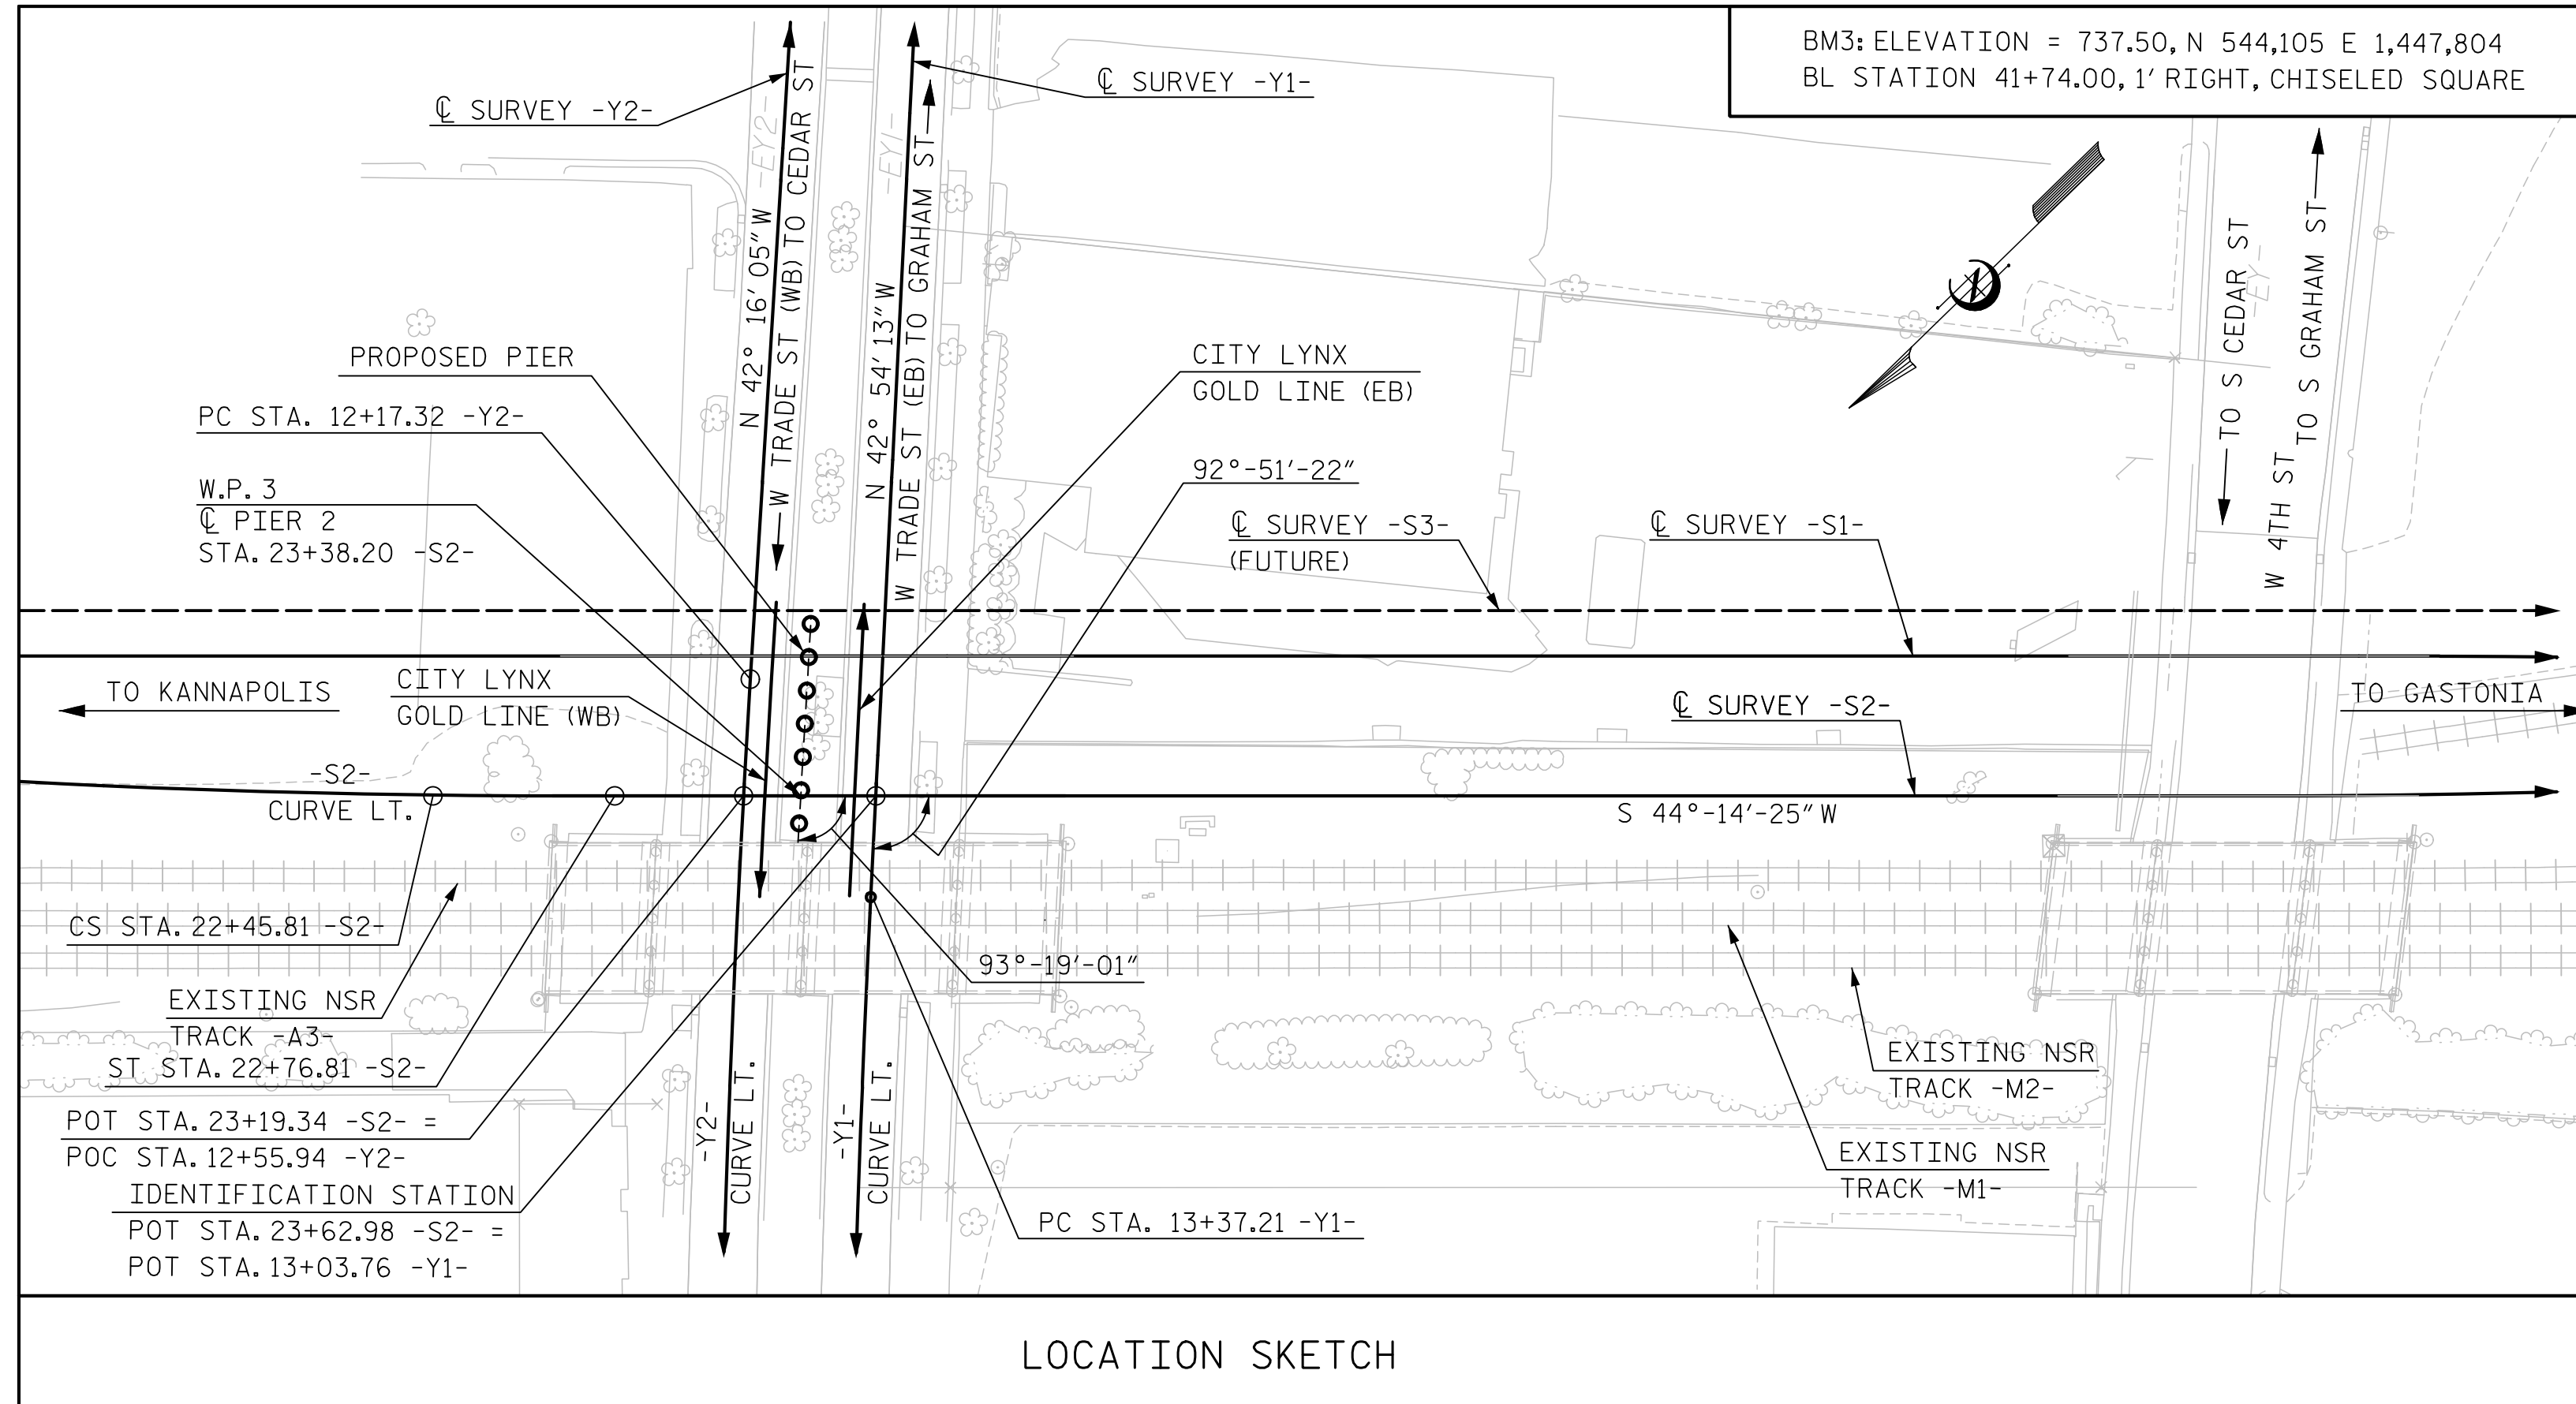 BM3: ELEVATION = 737.50, N 544,105 E 1,447,804
BL STATION 41+74.00, 1' RIGHT, CHISELED SQUARE
℄ SURVEY -Y2-
℄ SURVEY -Y1-
-EY2-
-EY1-
N 42° 16' 05" W
W TRADE ST (WB) TO CEDAR ST
N 42° 54' 13" W
W TRADE ST (EB) TO GRAHAM ST
TO S CEDAR ST
W 4TH ST
TO S GRAHAM ST
PROPOSED PIER
PC STA. 12+17.32 -Y2-
W.P. 3
℄ PIER 2
STA. 23+38.20 -S2-
CITY LYNX
GOLD LINE (EB)
92°-51'-22"
℄ SURVEY -S3-
(FUTURE)
℄ SURVEY -S1-
TO KANNAPOLIS
CITY LYNX
GOLD LINE (WB)
℄ SURVEY -S2-
TO GASTONIA
-S2-
CURVE LT.
S 44°-14'-25" W
CS STA. 22+45.81 -S2-
93°-19'-01"
EXISTING NSR
TRACK -A3-
ST STA. 22+76.81 -S2-
POT STA. 23+19.34 -S2- =
POC STA. 12+55.94 -Y2-
IDENTIFICATION STATION
POT STA. 23+62.98 -S2- =
POT STA. 13+03.76 -Y1-
-Y2-
CURVE LT.
-Y1-
CURVE LT.
PC STA. 13+37.21 -Y1-
EXISTING NSR
TRACK -M2-
EXISTING NSR
TRACK -M1-
LOCATION SKETCH